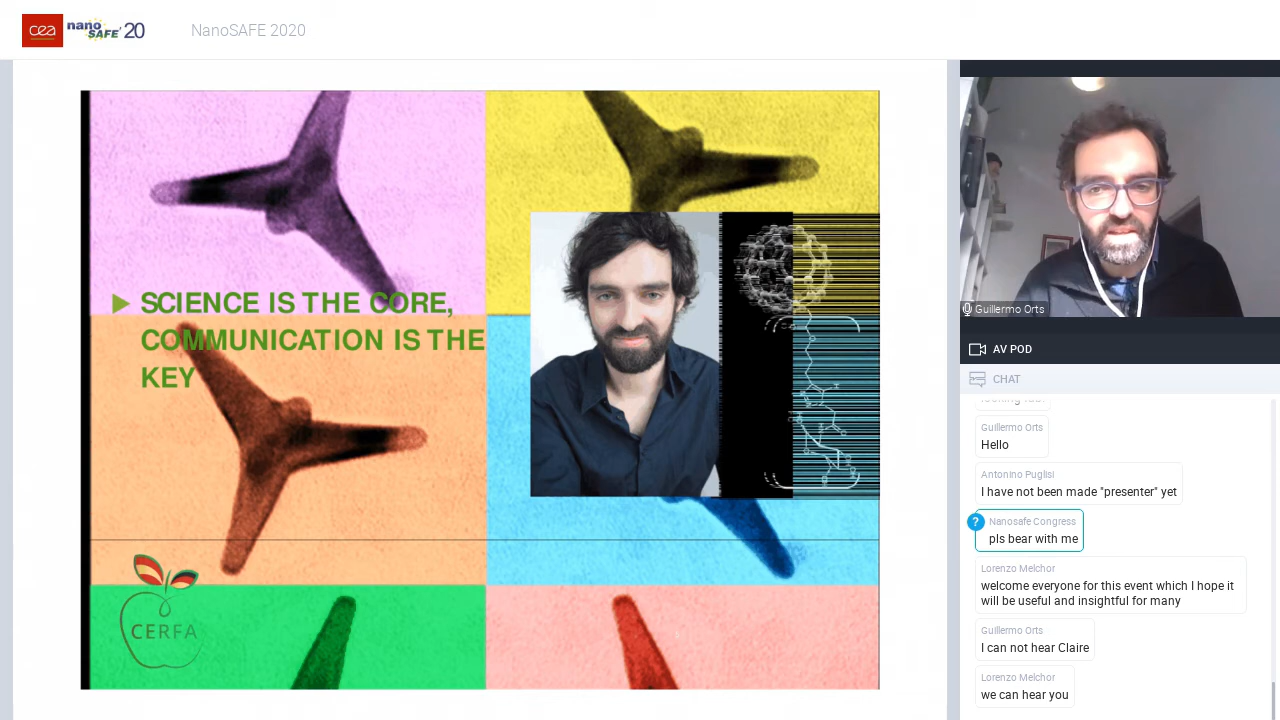 cea nano SAFE' 20 NanoSAFE 2020
► SCIENCE IS THE CORE,
COMMUNICATION IS THE
KEY
CERFA
Guillermo Orts
AV POD
CHAT
Guillermo Orts
Hello
Antonino Puglisi
I have not been made "presenter" yet
? Nanosafe Congress
pls bear with me
Lorenzo Melchor
welcome everyone for this event which I hope it
will be useful and insightful for many
Guillermo Orts
I can not hear Claire
Lorenzo Melchor
we can hear you